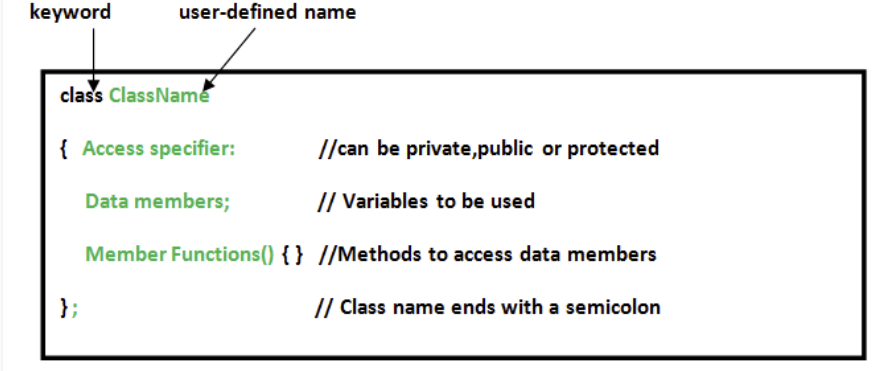 keyword user-defined name
class ClassName
{ Access specifier: //can be private,public or protected
Data members; // Variables to be used
Member Functions() { } //Methods to access data members
} ; // Class name ends with a semicolon